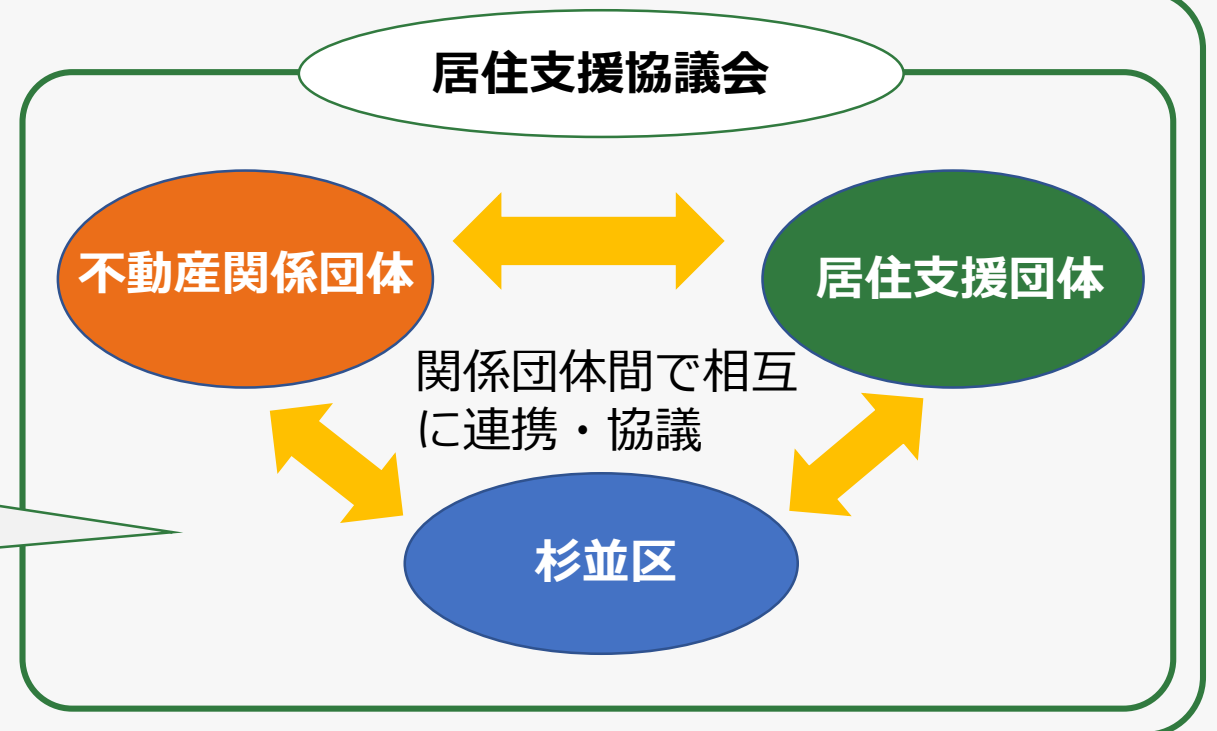 居住支援協議会
不動産関係団体
居住支援団体
関係団体間で相互
に連携・協議
杉並区